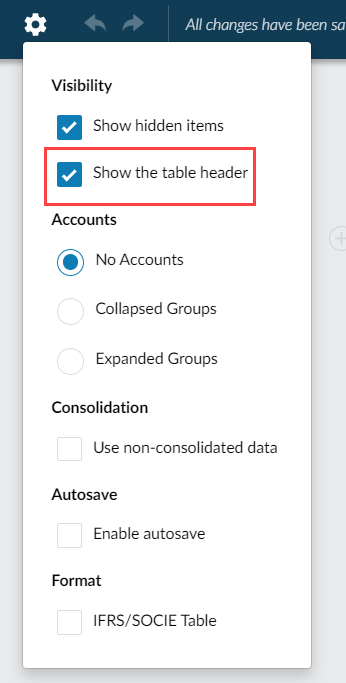 All changes have been sa
Visibility
Show hidden items
Show the table header
Accounts
No Accounts
Collapsed Groups
Expanded Groups
Consolidation
Use non-consolidated data
Autosave
Enable autosave
Format
IFRS/SOCIE Table